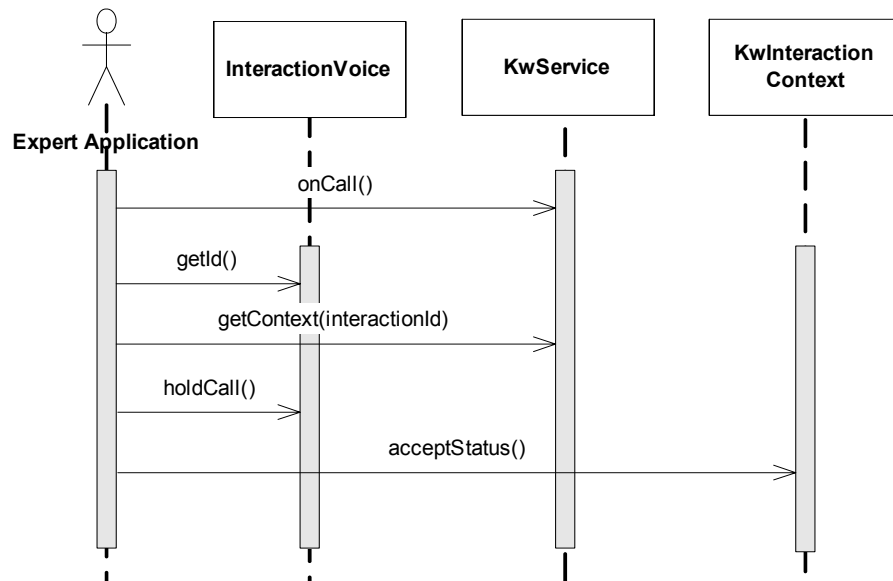 InteractionVoice
KwService
KwInteraction
Context
Expert Application
onCall()
getId()
getContext(interactionId)
holdCall()
acceptStatus()